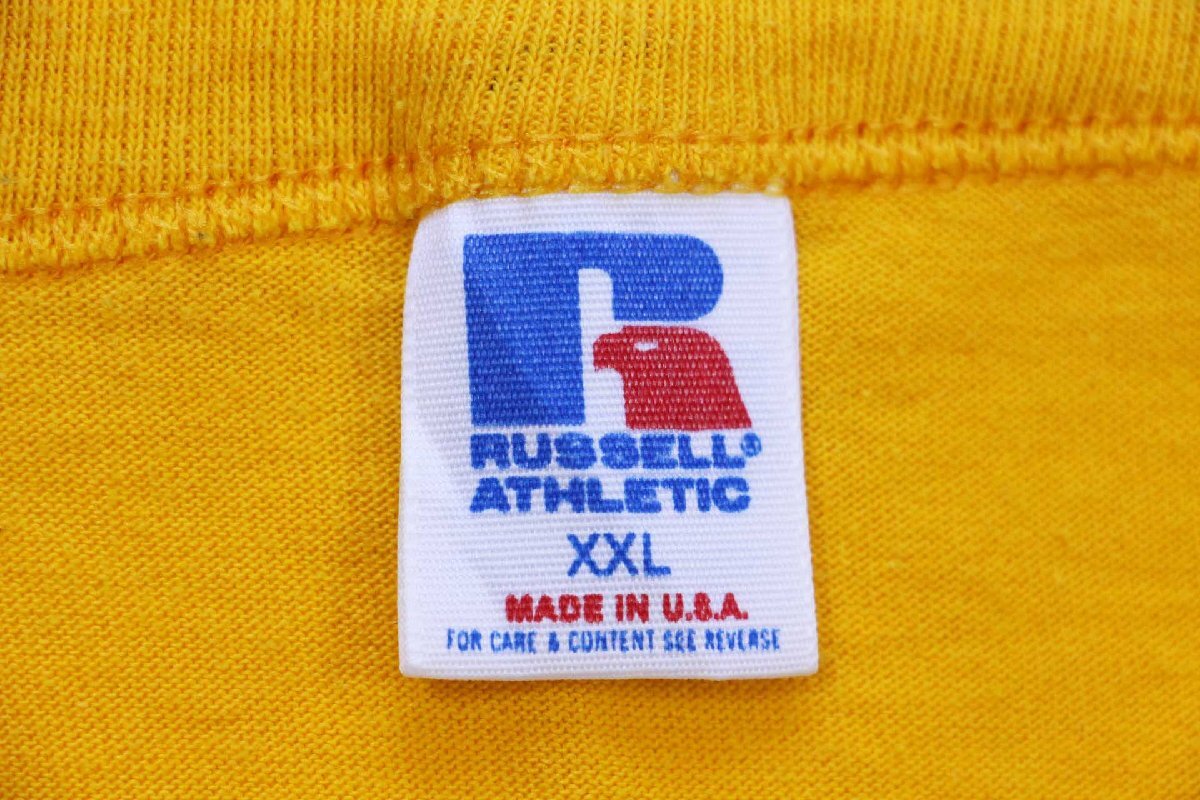 R
RUSSELL®
ATHLETIC
XXL
MADE IN U.S.A.
FOR CARE & CONTENT SEE REVERSE